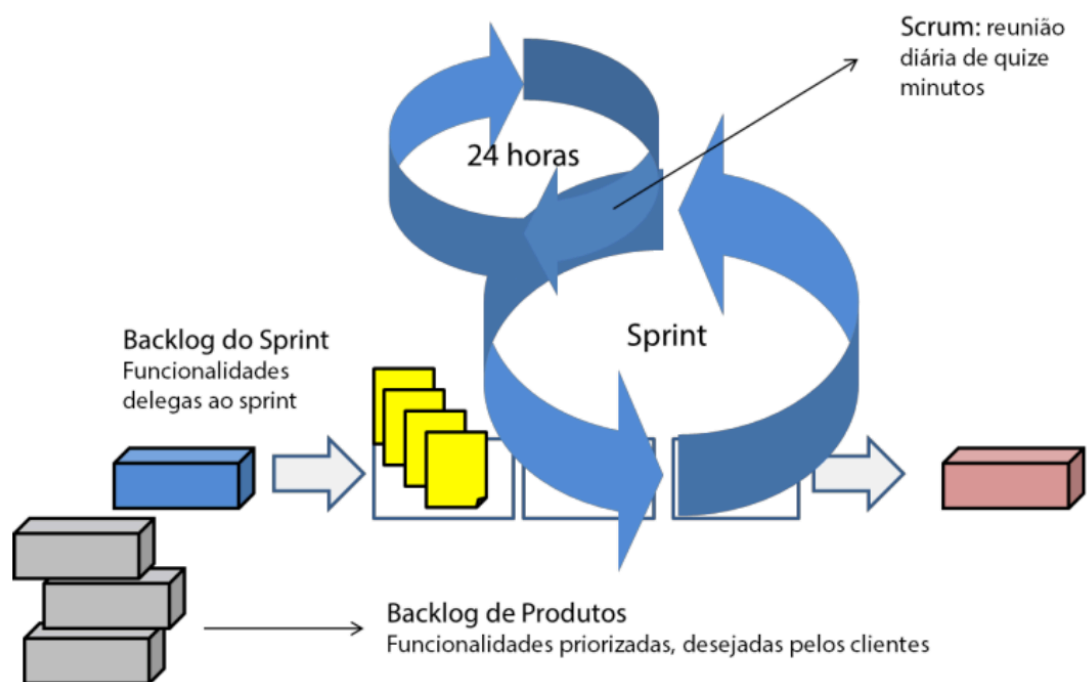 Scrum: reunião
diária de quize
minutos
24 horas
Sprint
Backlog do Sprint
Funcionalidades
delegas ao sprint
Backlog de Produtos
Funcionalidades priorizadas, desejadas pelos clientes